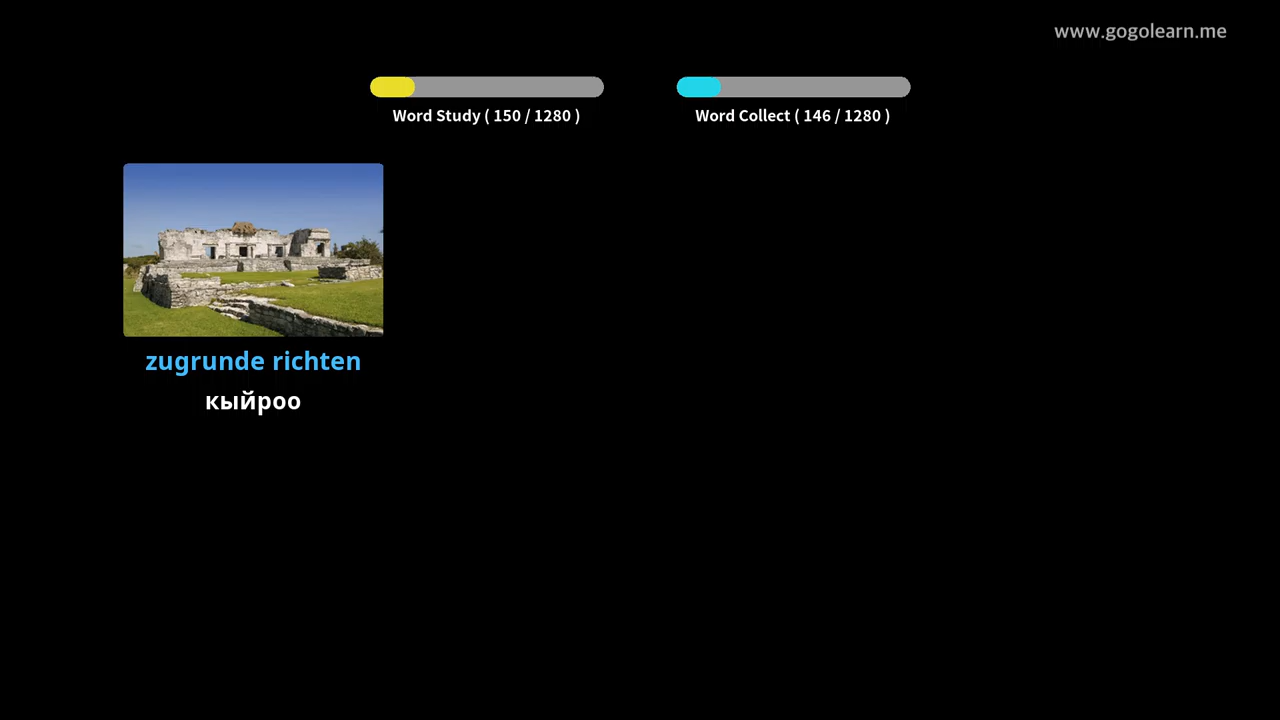 www.gogolearn.me
Word Study ( 150 / 1280 )
Word Collect ( 146 / 1280 )
zugrunde richten
кыйроо